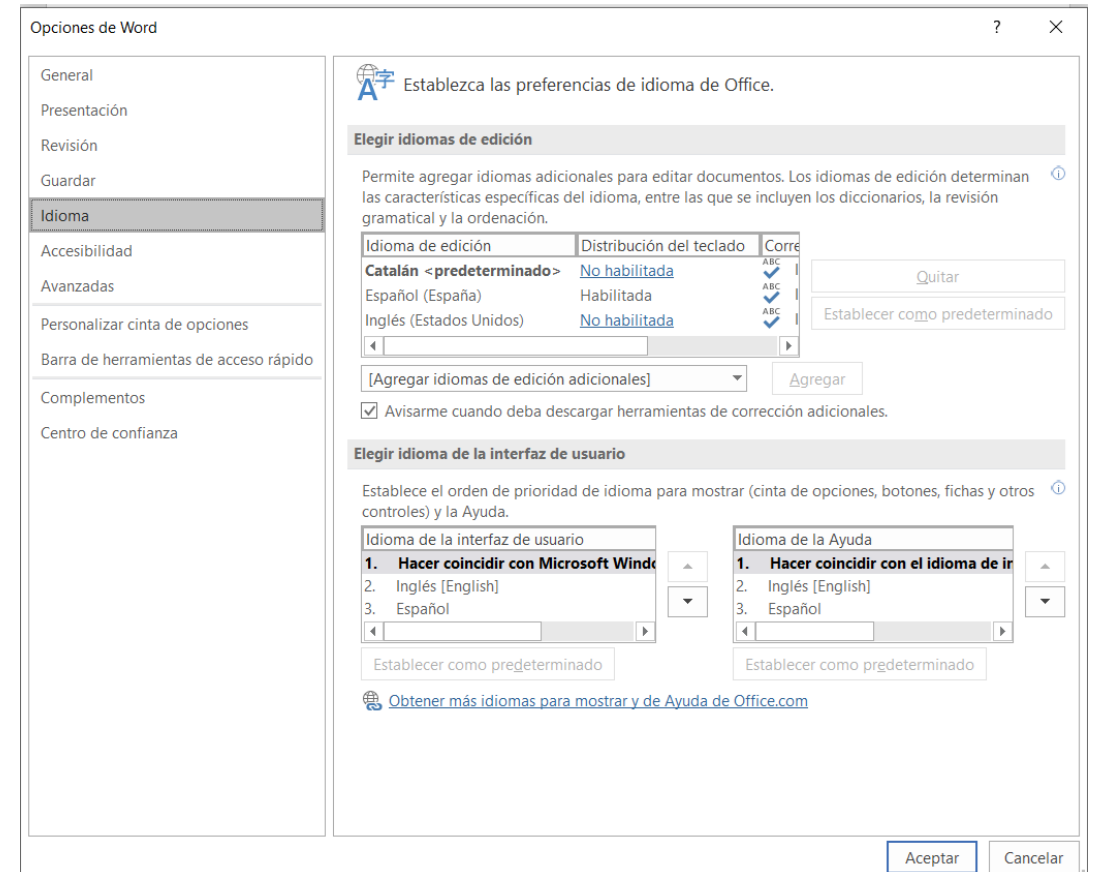 Opciones de Word
?
General
Presentación
Revisión
Guardar
Idioma
Accesibilidad
Avanzadas
Personalizar cinta de opciones
Barra de herramientas de acceso rápido
Complementos
Centro de confianza
Establezca las preferencias de idioma de Office.
Elegir idiomas de edición
Permite agregar idiomas adicionales para editar documentos. Los idiomas de edición determinan
las características específicas del idioma, entre las que se incluyen los diccionarios, la revisión
gramatical y la ordenación.
Idioma de edición Distribución del teclado Corre
Catalán <predeterminado> No habilitada ABC
Español (España) Habilitada ABC
Inglés (Estados Unidos) No habilitada ABC
Quitar
Establecer como predeterminado
[Agregar idiomas de edición adicionales] Agregar
Avisarme cuando deba descargar herramientas de corrección adicionales.
Elegir idioma de la interfaz de usuario
Establece el orden de prioridad de idioma para mostrar (cinta de opciones, botones, fichas y otros
controles) y la Ayuda.
Idioma de la interfaz de usuario
1. Hacer coincidir con Microsoft Windo
2. Inglés [English]
3. Español
Establecer como predeterminado
Idioma de la Ayuda
1. Hacer coincidir con el idioma de in
2. Inglés [English]
3. Español
Establecer como predeterminado
Obtener más idiomas para mostrar y de Ayuda de Office.com
Aceptar Cancelar